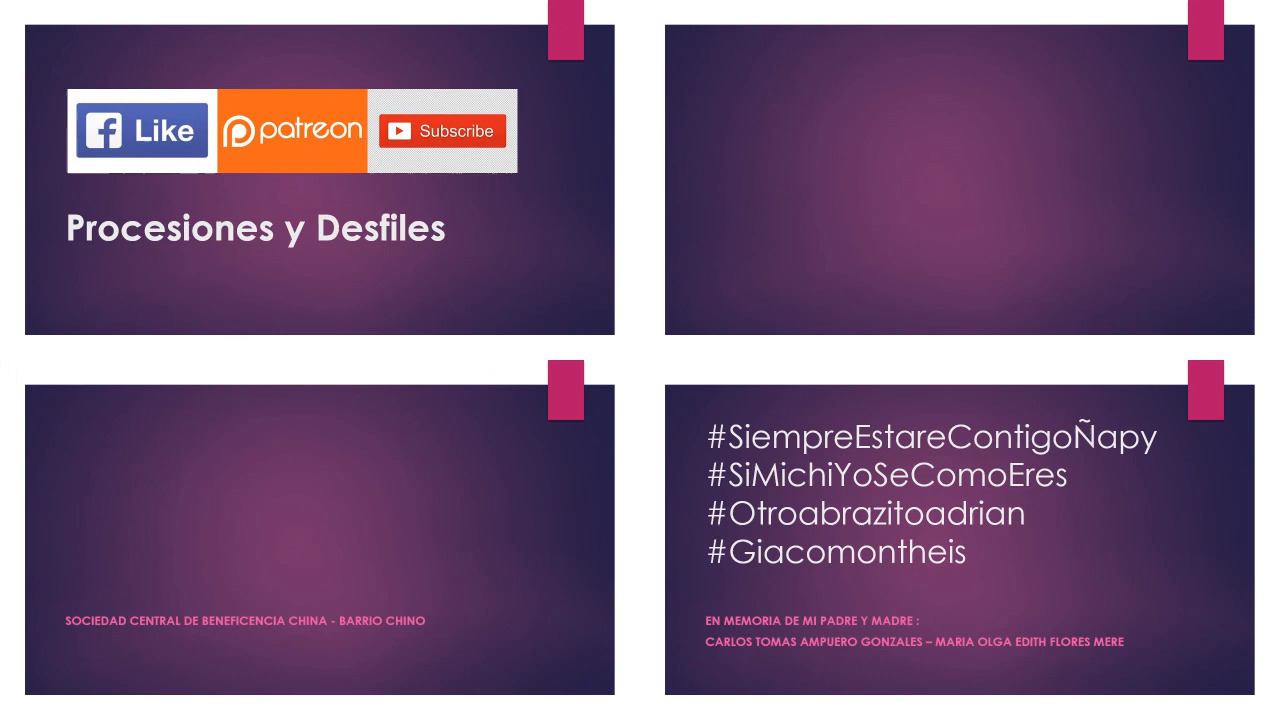 Like
patreon
Subscribe
Procesiones y Desfiles
SOCIEDAD CENTRAL DE BENEFICENCIA CHINA - BARRIO CHINO
#SiempreEstareContigoÑapy
#SiMichiYoSeComoEres
#Otroabrazitoadrian
#Giacomontheis
EN MEMORIA DE MI PADRE Y MADRE :
CARLOS TOMAS AMPUERO GONZALES – MARIA OLGA EDITH FLORES MERE